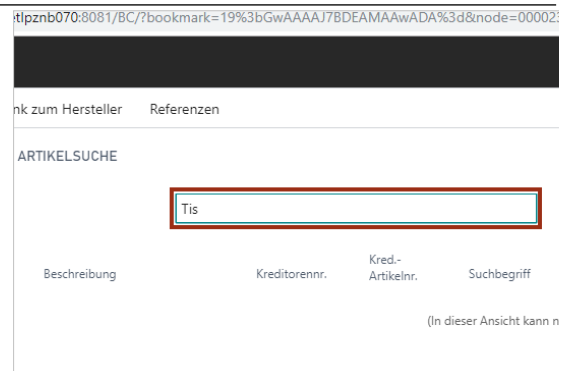 etlpznb070:8081/BC/?bookmark=19%3bGwAAAAJ7BDEAMAAwADA%3d&node=000023
nk zum Hersteller Referenzen
ARTIKELSUCHE
Tis
Beschreibung Kreditorennr. Kred.-
Artikelnr. Suchbegriff
(In dieser Ansicht kann n